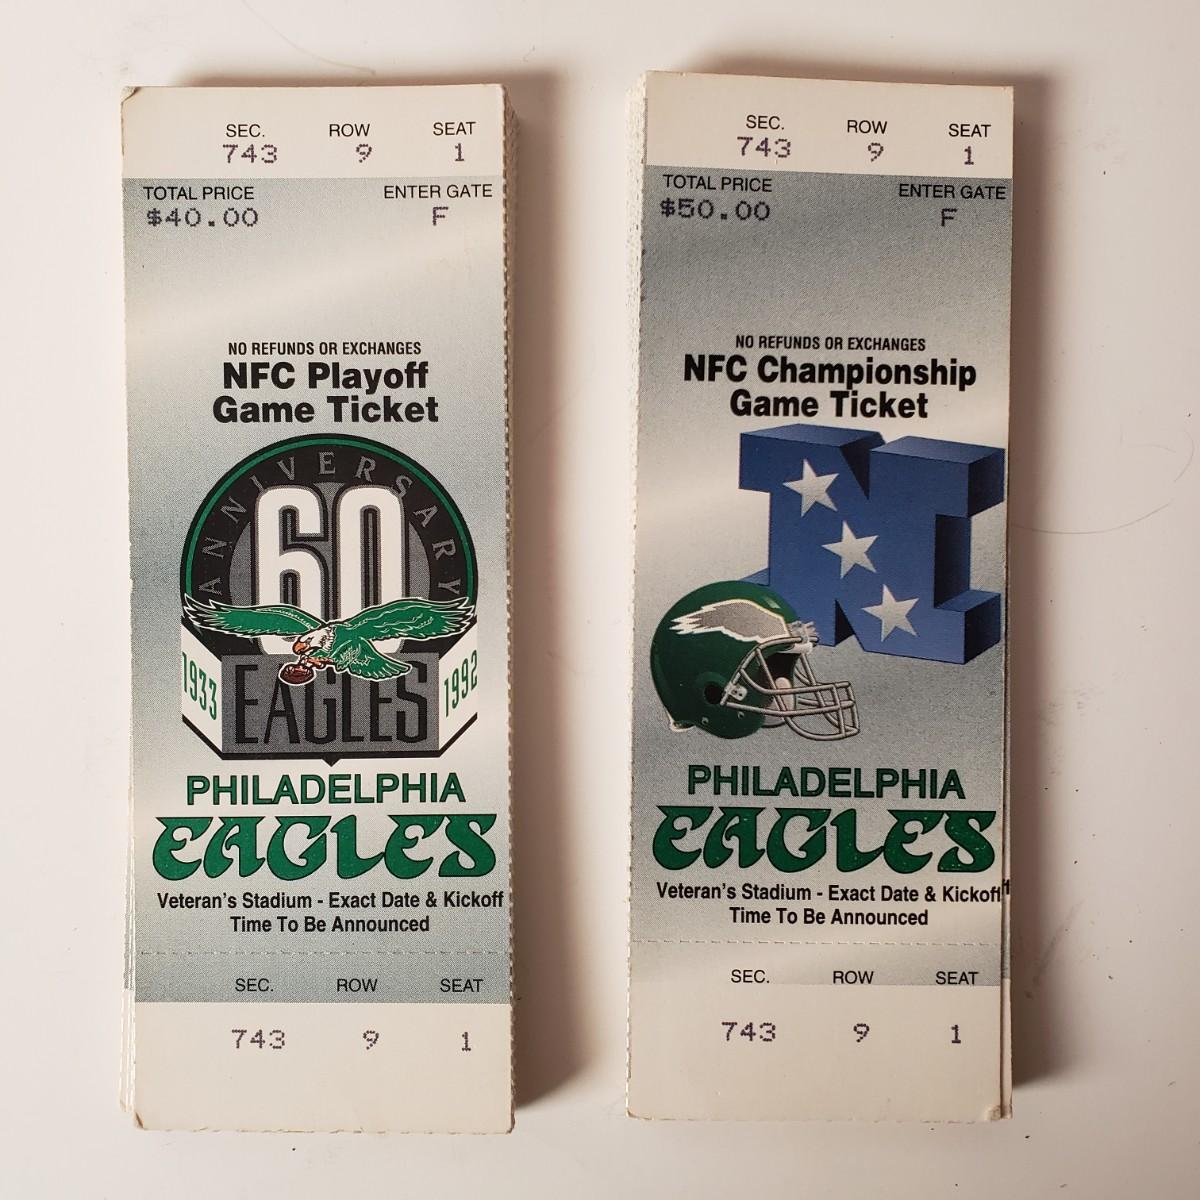 SEC. ROW SEAT
743 9 1
TOTAL PRICE ENTER GATE
$40.00 F
NO REFUNDS OR EXCHANGES
NFC Playoff
Game Ticket
ANNIVERSARY
60
1933 EAGLES 1992
PHILADELPHIA
EAGLES
Veteran's Stadium - Exact Date & Kickoff
Time To Be Announced
SEC. ROW SEAT
743 9 1
SEC. ROW SEAT
743 9 1
TOTAL PRICE ENTER GATE
$50.00 F
NO REFUNDS OR EXCHANGES
NFC Championship
Game Ticket
N
PHILADELPHIA
EAGLES
Veteran's Stadium - Exact Date & Kickoff
Time To Be Announced
SEC. ROW SEAT
743 9 1